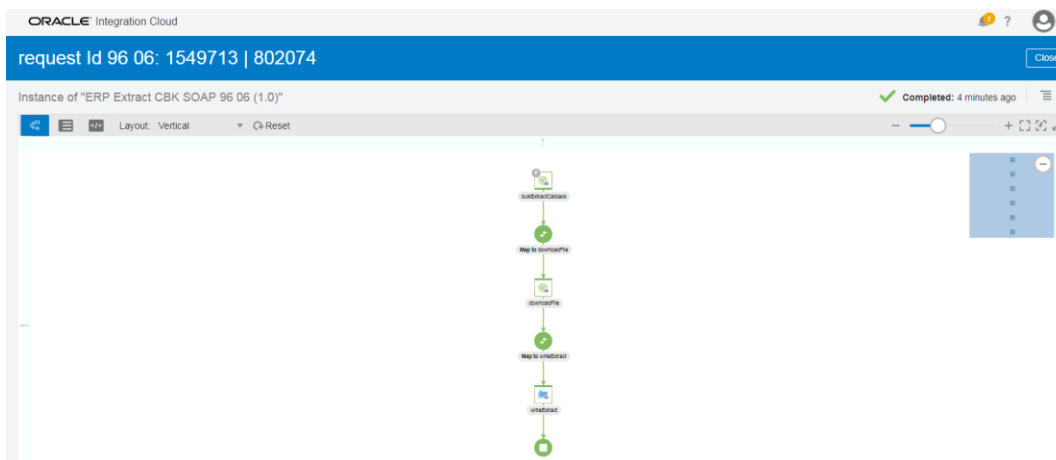 ORACLE Integration Cloud
1 ?
request Id 96 06: 1549713 | 802074
Close
Instance of "ERP Extract CBK SOAP 96 06 (1.0)"
Completed: 4 minutes ago
Layout: Vertical
Reset
bulkExtractCallback
Map to downloadFile
downloadFile
Map to writeExtract
writeExtract